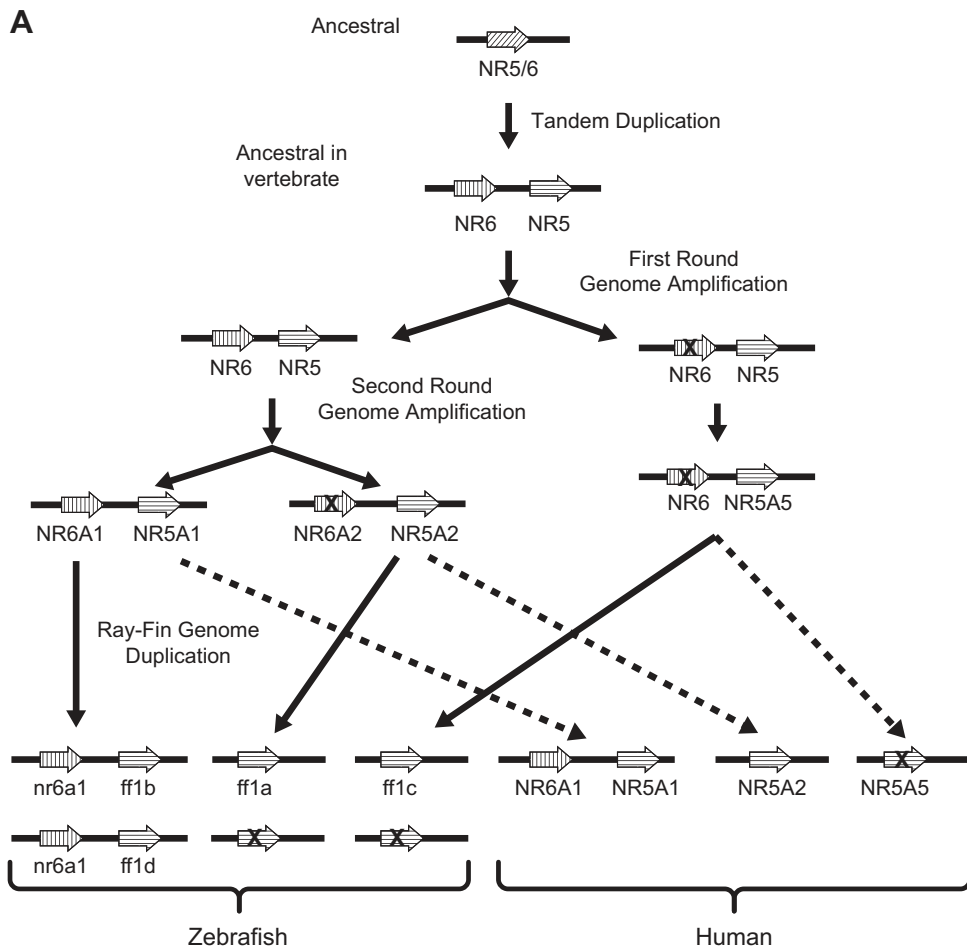 A
Ancestral
NR5/6
Tandem Duplication
Ancestral in
vertebrate
NR6 NR5
First Round
Genome Amplification
NR6 NR5
X
NR6 NR5
Second Round
Genome Amplification
X
NR6 NR5A5
NR6A1 NR5A1
X
NR6A2 NR5A2
Ray-Fin Genome
Duplication
nr6a1 ff1b ff1a ff1c
NR6A1 NR5A1 NR5A2
X
NR5A5
nr6a1 ff1d
X X
Zebrafish Human